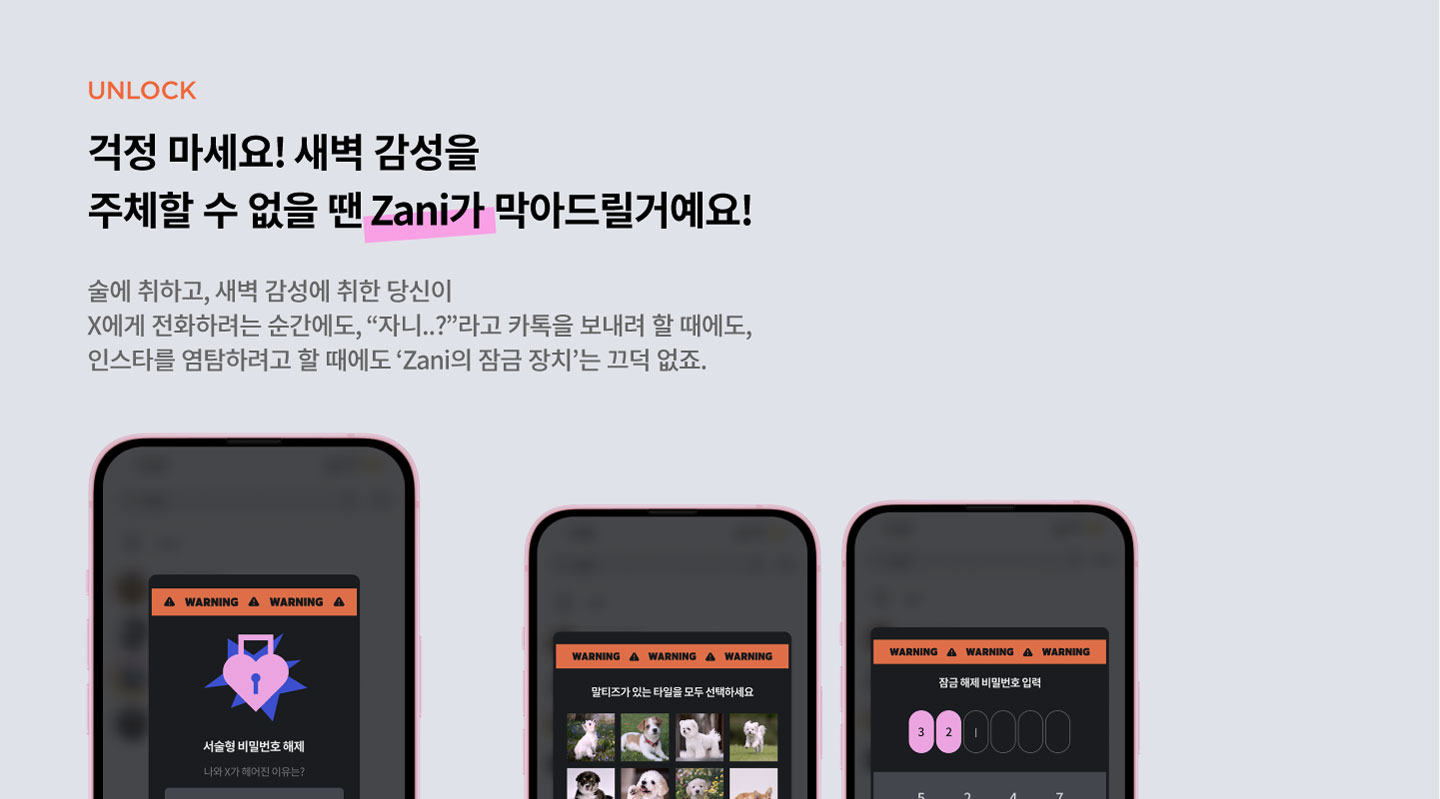 UNLOCK
걱정 마세요! 새벽 감성을
주체할 수 없을 땐 Zani가 막아드릴거예요!
술에 취하고, 새벽 감성에 취한 당신이
X에게 전화하려는 순간에도, “자니..?”라고 카톡을 보내려 할 때에도,
인스타를 염탐하려고 할 때에도 ‘Zani의 잠금 장치’는 끄덕 없죠.
WARNING WARNING
서술형 비밀번호 해제
나와 X가 헤어진 이유는?
WARNING WARNING WARNING
말티즈가 있는 타일을 모두 선택하세요
WARNING WARNING WARNING
잠금 해제 비밀번호 입력
3 2
5 2 4 7